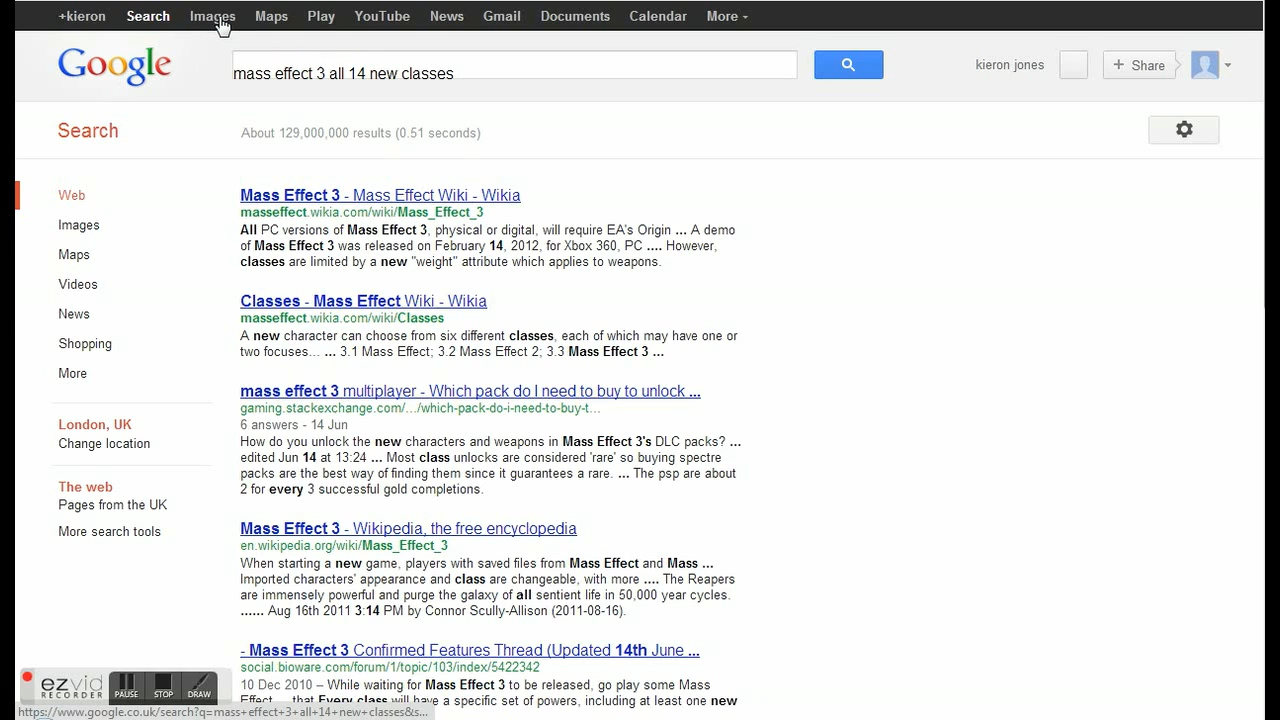 +kieron Search Images Maps Play YouTube News Gmail Documents Calendar More
Google
mass effect 3 all 14 new classes
kieron jones
+ Share
Search
About 129,000,000 results (0.51 seconds)
Web
Images
Maps
Videos
News
Shopping
More
London, UK
Change location
The web
Pages from the UK
More search tools
Mass Effect 3 - Mass Effect Wiki - Wikia
masseffect.wikia.com/wiki/Mass_Effect_3
All PC versions of Mass Effect 3, physical or digital, will require EA's Origin ... A demo
of Mass Effect 3 was released on February 14, 2012, for Xbox 360, PC .... However,
classes are limited by a new "weight" attribute which applies to weapons.
Classes - Mass Effect Wiki - Wikia
masseffect.wikia.com/wiki/Classes
A new character can choose from six different classes, each of which may have one or
two focuses... ... 3.1 Mass Effect; 3.2 Mass Effect 2; 3.3 Mass Effect 3 ...
mass effect 3 multiplayer - Which pack do I need to buy to unlock ...
gaming.stackexchange.com/.../which-pack-do-i-need-to-buy-t...
6 answers - 14 Jun
How do you unlock the new characters and weapons in Mass Effect 3's DLC packs? ...
edited Jun 14 at 13:24 ... Most class unlocks are considered 'rare' so buying spectre
packs are the best way of finding them since it guarantees a rare. ... The psp are about
2 for every 3 successful gold completions.
Mass Effect 3 - Wikipedia, the free encyclopedia
en.wikipedia.org/wiki/Mass_Effect_3
When starting a new game, players with saved files from Mass Effect and Mass ...
Imported characters' appearance and class are changeable, with more .... The Reapers
are immensely powerful and purge the galaxy of all sentient life in 50,000 year cycles.
...... Aug 16th 2011 3:14 PM by Connor Scully-Allison (2011-08-16).
- Mass Effect 3 Confirmed Features Thread (Updated 14th June ...
social.bioware.com/forum/1/topic/103/index/5422342
10 Dec 2010 – While waiting for Mass Effect 3 to be released, go play some Mass
Effect ... that Every class will have a specific set of powers, including at least one new
ezvid
RECORDER
PAUSE STOP DRAW
https://www.google.co.uk/search?q=mass+effect+3+all+14+new+classes&s...